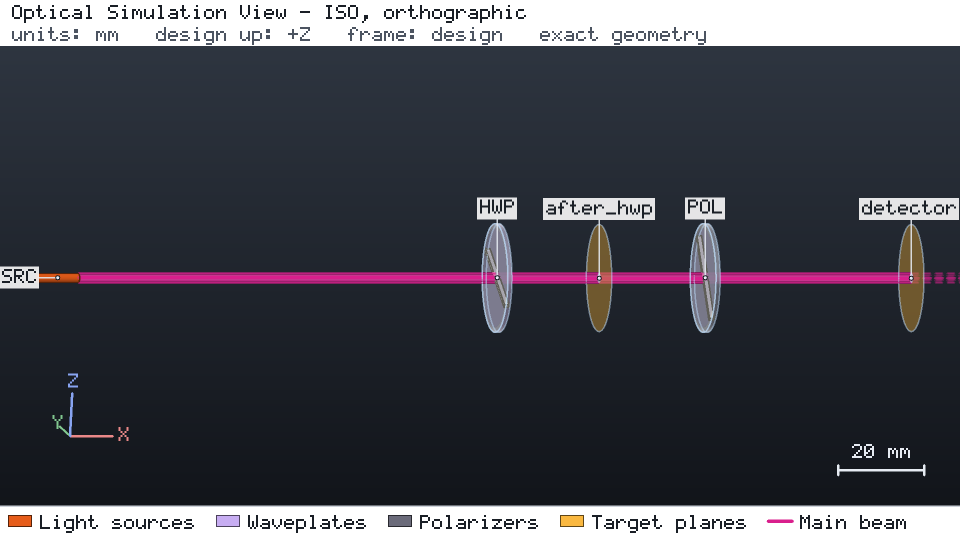 Optical Simulation View - ISO, orthographic
units: mm   design up: +Z   frame: design   exact geometry
HWP
after_hwp
POL
detector
SRC
Z
Y
X
20 mm
Light sources
Waveplates
Polarizers
Target planes
Main beam